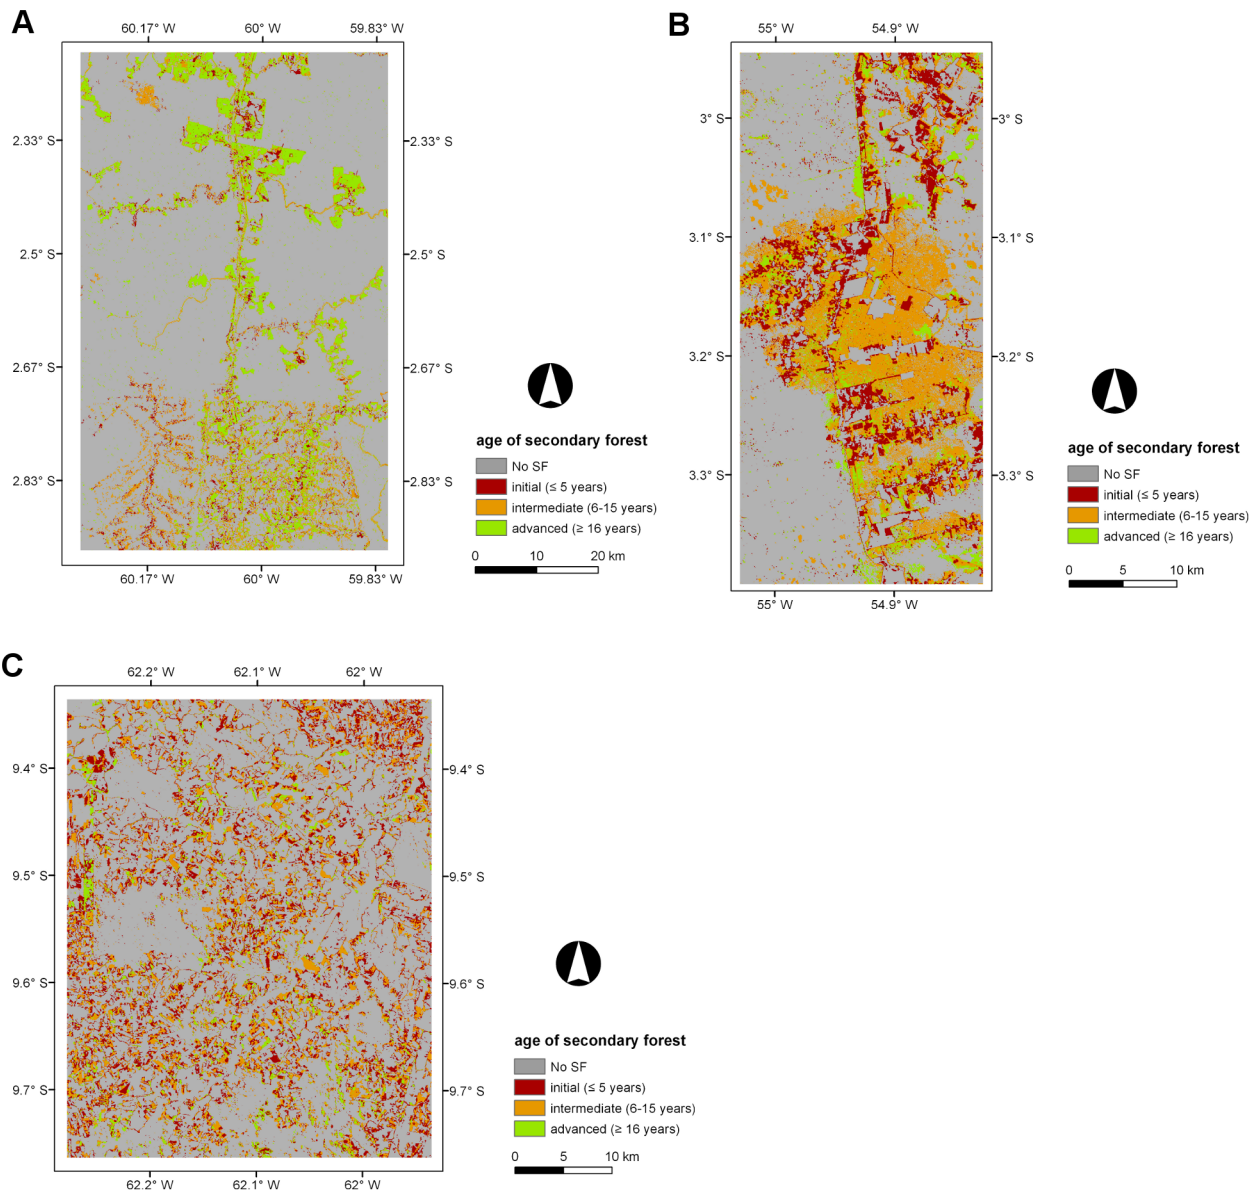 A
60.17° W 60° W 59.83° W
2.33° S 2.33° S
2.5° S 2.5° S
2.67° S 2.67° S
2.83° S 2.83° S
60.17° W 60° W 59.83° W
age of secondary forest
No SF
initial (≤ 5 years)
intermediate (6-15 years)
advanced (≥ 16 years)
0 10 20 km
B
55° W 54.9° W
3° S 3° S
3.1° S 3.1° S
3.2° S 3.2° S
3.3° S 3.3° S
55° W 54.9° W
age of secondary forest
No SF
initial (≤ 5 years)
intermediate (6-15 years)
advanced (≥ 16 years)
0 5 10 km
C
62.2° W 62.1° W 62° W
9.4° S 9.4° S
9.5° S 9.5° S
9.6° S 9.6° S
9.7° S 9.7° S
62.2° W 62.1° W 62° W
age of secondary forest
No SF
initial (≤ 5 years)
intermediate (6-15 years)
advanced (≥ 16 years)
0 5 10 km